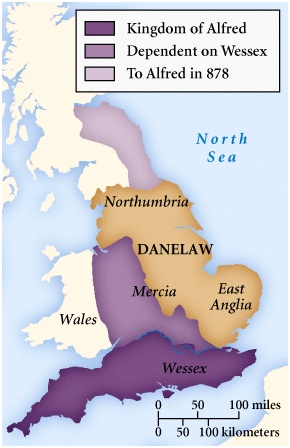 Kingdom of Alfred
Dependent on Wessex
To Alfred in 878
North
Sea
Northumbria
DANELAW
Mercia
East
Anglia
Wales
Wessex
0 50 100 miles
0 50 100 kilometers